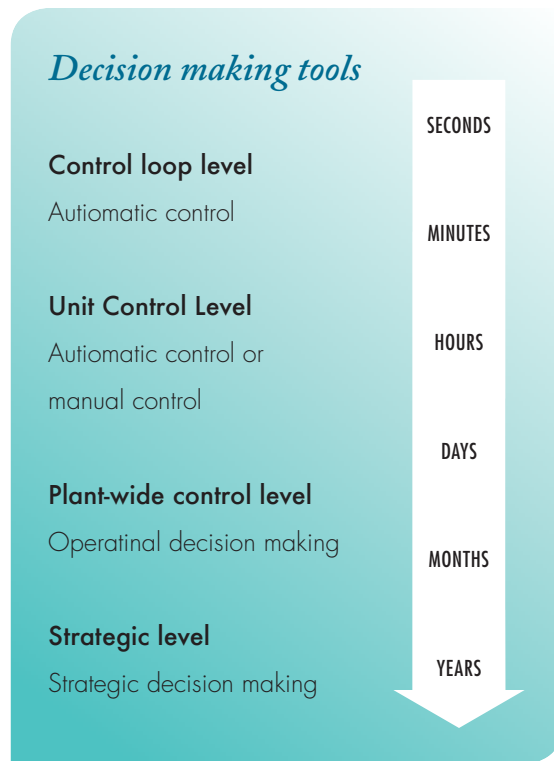 Decision making tools
Control loop level
Autiomatic control
Unit Control Level
Autiomatic control or
manual control
Plant-wide control level
Operatinal decision making
Strategic level
Strategic decision making
SECONDS
MINUTES
HOURS
DAYS
MONTHS
YEARS